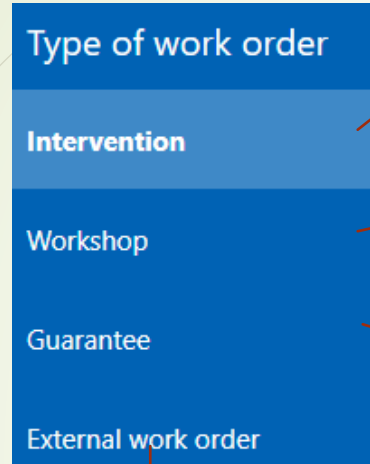 Type of work order
Intervention
Workshop
Guarantee
External work order